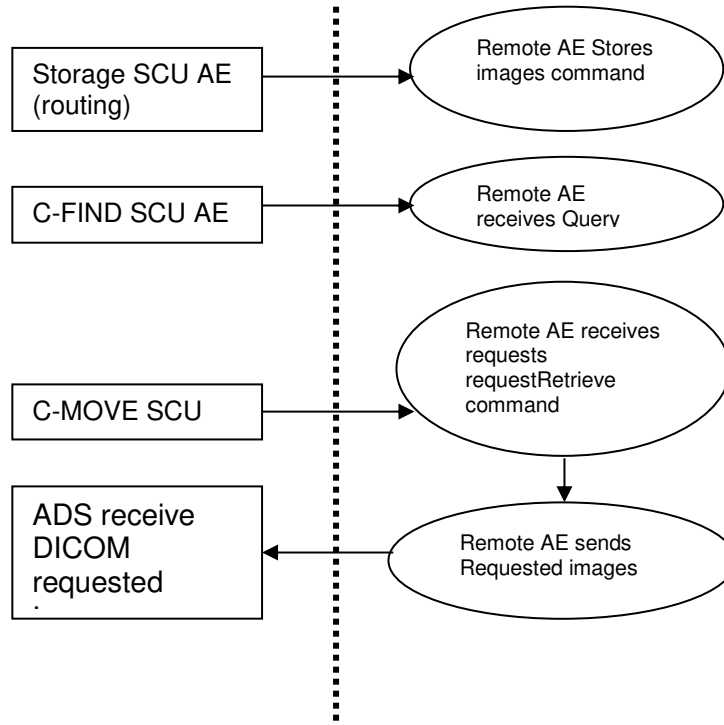 Storage SCU AE
(routing)
Remote AE Stores
images command
C-FIND SCU AE
Remote AE
receives Query
C-MOVE SCU
Remote AE receives
requests
requestRetrieve
command
ADS receive
DICOM
requested
Remote AE sends
Requested images